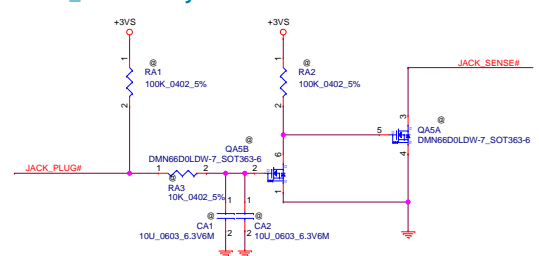 +3VS
+3VS
@
RA1
100K_0402_5%
1
2
@
RA2
100K_0402_5%
1
2
JACK_SENSE#
@
QA5A
DMN66D0LDW-7_SOT363-6
3
5
4
@
QA5B
DMN66D0LDW-7_SOT363-6
6
2
1
JACK_PLUG#
1
2
@
RA3
10K_0402_5%
1
1
@
CA1
10U_0603_6.3V6M
2
@
CA2
10U_0603_6.3V6M
2